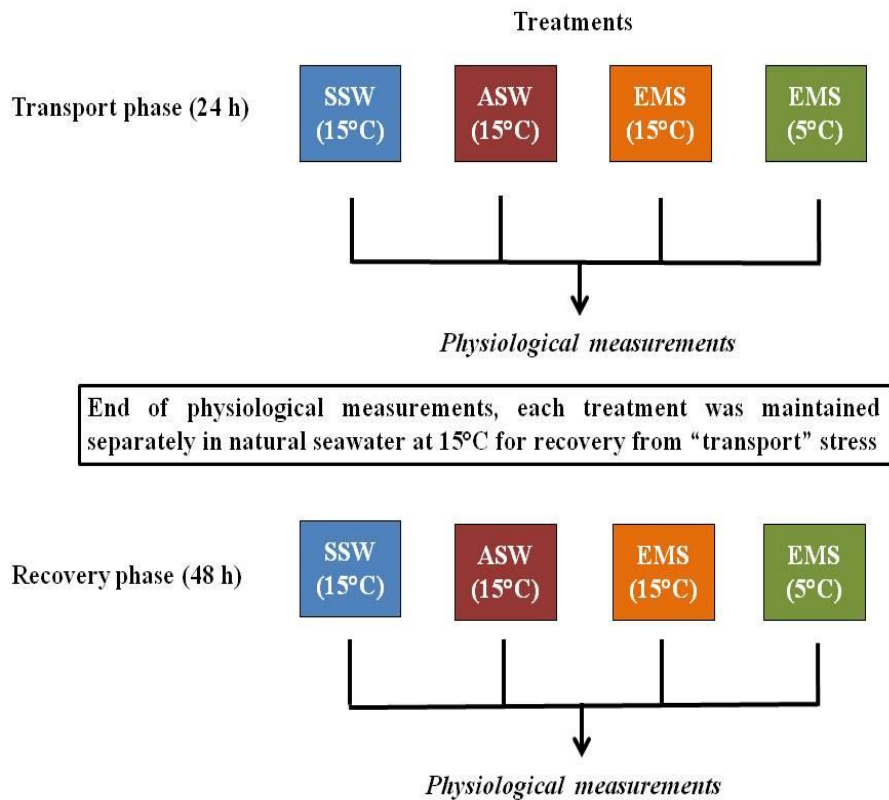 Treatments
Transport phase (24 h)
SSW
(15°C)
ASW
(15°C)
EMS
(15°C)
EMS
(5°C)
Physiological measurements
End of physiological measurements, each treatment was maintained
separately in natural seawater at 15°C for recovery from “transport” stress
Recovery phase (48 h)
SSW
(15°C)
ASW
(15°C)
EMS
(15°C)
EMS
(5°C)
Physiological measurements